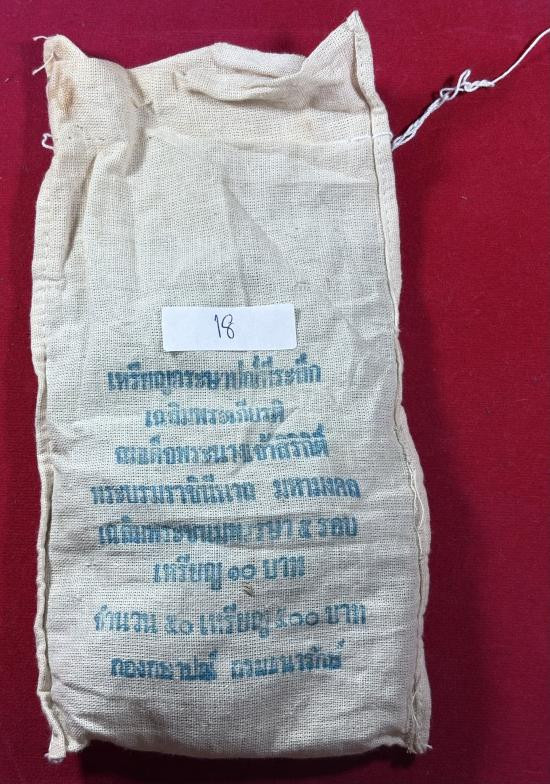 18
เหรียญกระษาปณ์ที่ระลึก
เฉลิมพระเกียรติ
สมเด็จพระนางเจ้าสิริกิติ์
พระบรมราชินีนาถ มหามงคล
เฉลิมพระชนมพรรษา ๕ รอบ
เหรียญ ๑๐ บาท
จำนวน ๕๐ เหรียญ ๕๐๐ บาท
กองกษาปณ์ กรมธนารักษ์